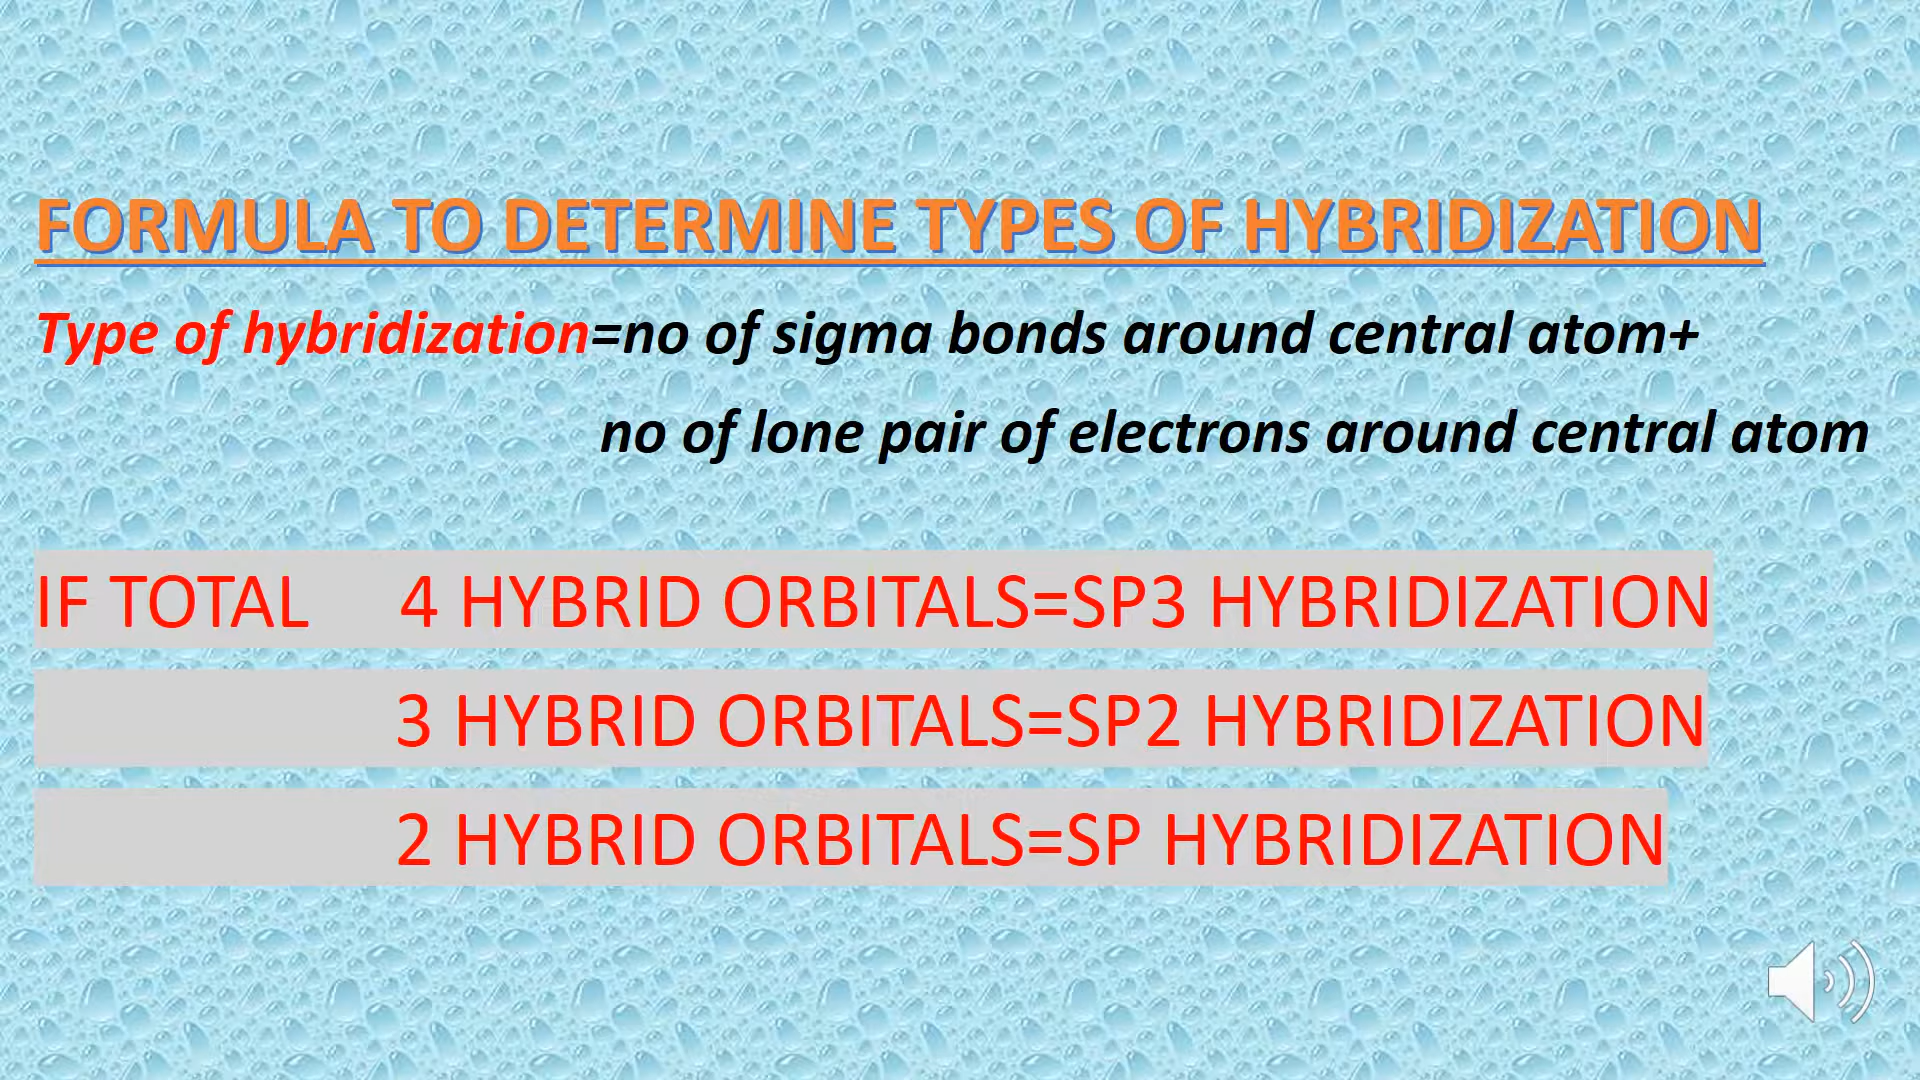 FORMULA TO DETERMINE TYPES OF HYBRIDIZATION
Type of hybridization=no of sigma bonds around central atom+
no of lone pair of electrons around central atom
IF TOTAL 4 HYBRID ORBITALS=SP3 HYBRIDIZATION
3 HYBRID ORBITALS=SP2 HYBRIDIZATION
2 HYBRID ORBITALS=SP HYBRIDIZATION